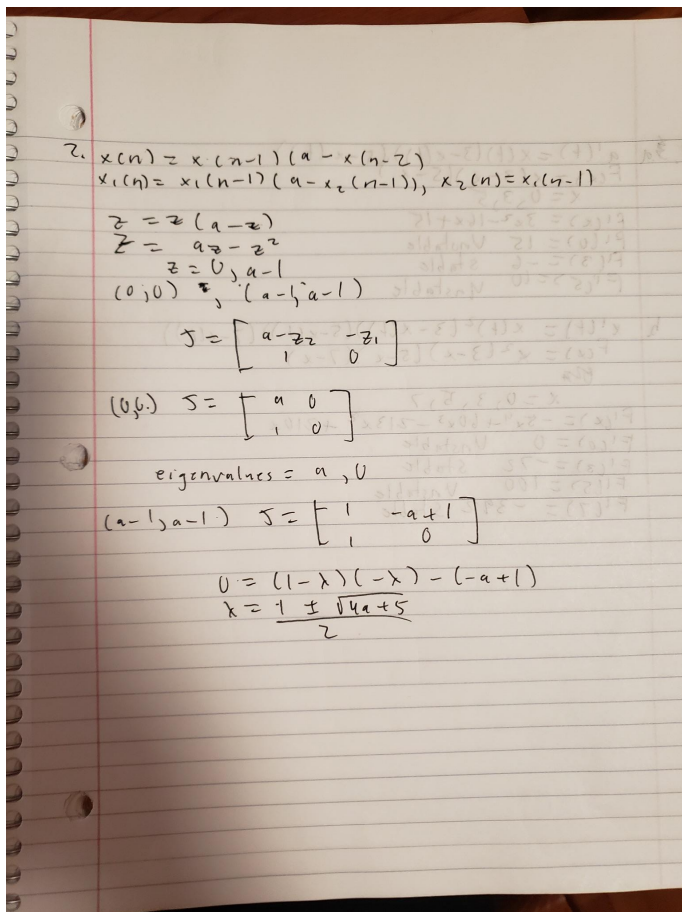 2. x(n) = x(n-1)(a - x(n-2)
x₁(n) = x₁(n-1)(a - x₂(n-1)), x₂(n) = x₁(n-1)
z = z(a-z)
z = az - z²
z = 0, a-1
(0,0), (a-1, a-1)
J = [ a-z₂ -z₁
1 0 ]
(0,0) J = [ a 0
1 0 ]
eigenvalues = a, 0
(a-1, a-1) J = [ 1 -a+1
1 0 ]
0 = (1-λ)(-λ) - (-a+1)
λ = 1 ± √4a+5
2